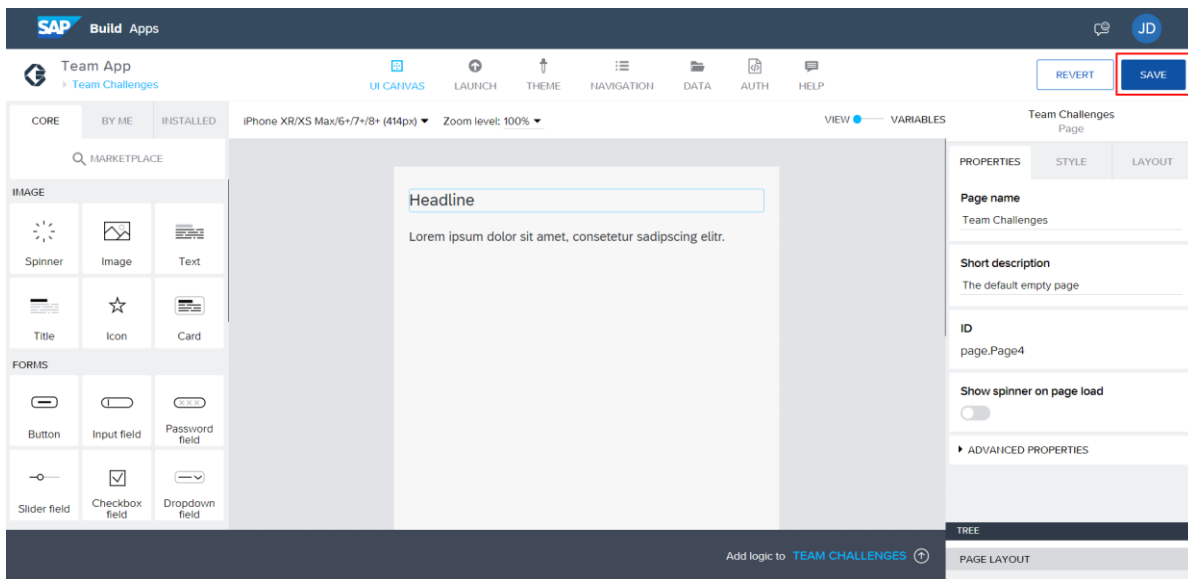 SAP Build Apps
JD
Team App
Team Challenges
UI CANVAS
LAUNCH
THEME
NAVIGATION
DATA
AUTH
HELP
REVERT
SAVE
CORE
BY ME
INSTALLED
iPhone XR/XS Max/6+/7+/8+ (414px)
Zoom level: 100%
VIEW
VARIABLES
Team Challenges
Page
MARKETPLACE
PROPERTIES
STYLE
LAYOUT
IMAGE
Spinner
Image
Text
Title
Icon
Card
FORMS
Button
Input field
Password
field
Slider field
Checkbox
field
Dropdown
field
Headline
Lorem ipsum dolor sit amet, consetetur sadipscing elitr.
Page name
Team Challenges
Short description
The default empty page
ID
page.Page4
Show spinner on page load
ADVANCED PROPERTIES
TREE
PAGE LAYOUT
Add logic to TEAM CHALLENGES